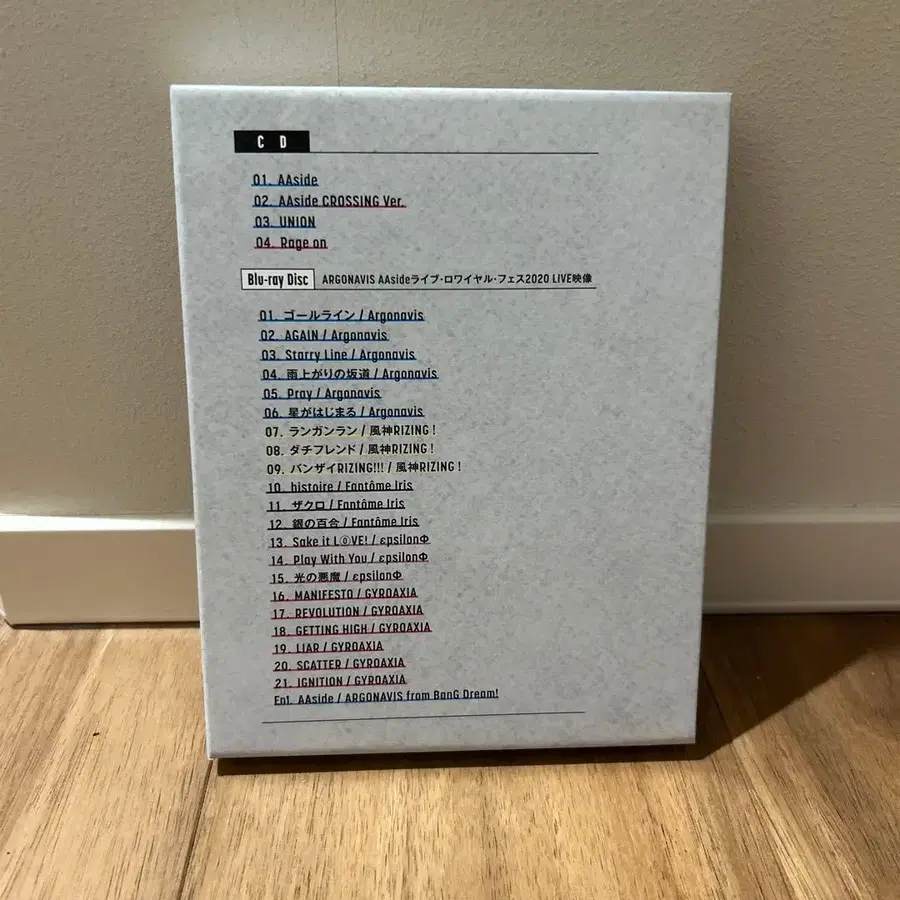 CD
01. AAside
02. AAside CROSSING Ver.
03. UNION
04. Rage on
Blu-ray Disc ARGONAVIS AAsideライブ・ロワイヤル・フェス2020 LIVE映像
01. ゴールライン / Argonavis
02. AGAIN / Argonavis
03. Starry Line / Argonavis
04. 雨上がりの坂道 / Argonavis
05. Pray / Argonavis
06. 星がはじまる / Argonavis
07. ランガンラン / 風神RIZING！
08. ダチフレンド / 風神RIZING！
09. バンザイRIZING!!! / 風神RIZING！
10. histoire / Fantôme Iris
11. ザクロ / Fantôme Iris
12. 銀の百合 / Fantôme Iris
13. Sake it L⓪VE! / εpsilonΦ
14. Play With You / εpsilonΦ
15. 光の悪魔 / εpsilonΦ
16. MANIFESTO / GYROAXIA
17. REVOLUTION / GYROAXIA
18. GETTING HIGH / GYROAXIA
19. LIAR / GYROAXIA
20. SCATTER / GYROAXIA
21. IGNITION / GYROAXIA
En1. AAside / ARGONAVIS from BanG Dream!